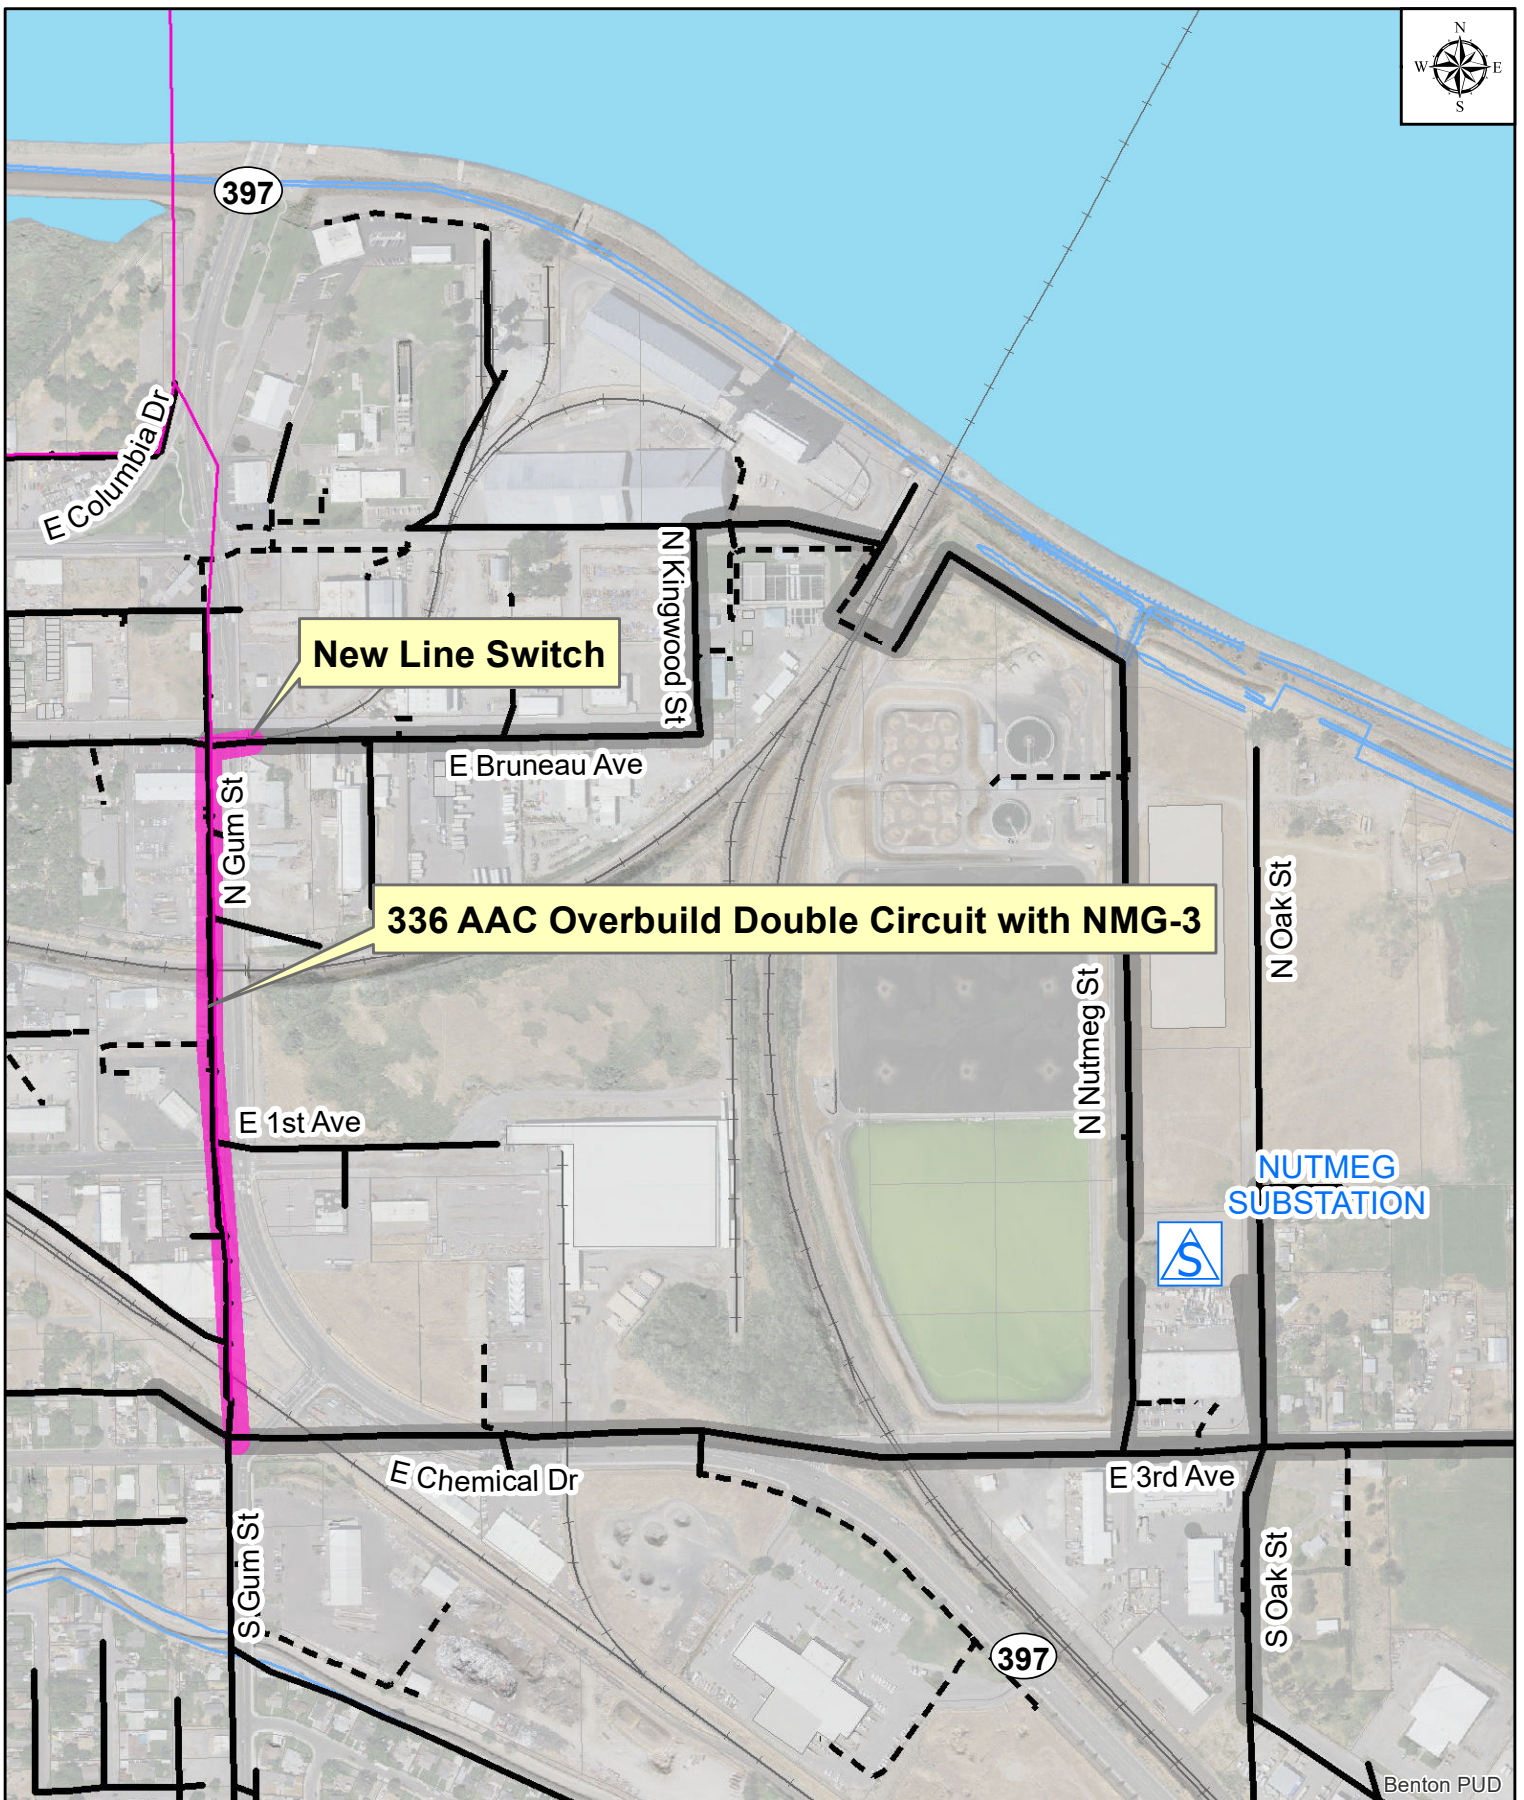 N
W
E
S
397
E Columbia Dr
N Kingwood St
New Line Switch
E Bruneau Ave
N Gum St
336 AAC Overbuild Double Circuit with NMG-3
N Oak St
N Nutmeg St
E 1st Ave
NUTMEG
SUBSTATION
S
E Chemical Dr
E 3rd Ave
S Gum St
S Oak St
397
Benton PUD